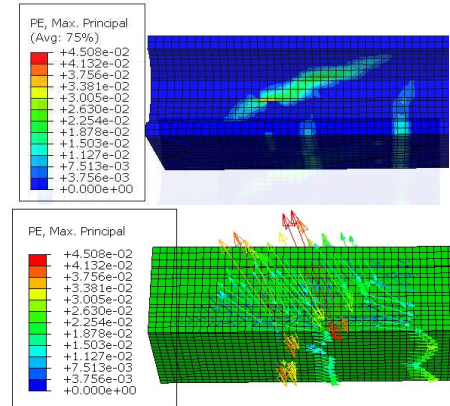 PE, Max. Principal
(Avg: 75%)
+4.508e-02
+4.132e-02
+3.756e-02
+3.381e-02
+3.005e-02
+2.630e-02
+2.254e-02
+1.878e-02
+1.503e-02
+1.127e-02
+7.513e-03
+3.756e-03
+0.000e+00
PE, Max. Principal
+4.508e-02
+4.132e-02
+3.756e-02
+3.381e-02
+3.005e-02
+2.630e-02
+2.254e-02
+1.878e-02
+1.503e-02
+1.127e-02
+7.513e-03
+3.756e-03
+0.000e+00